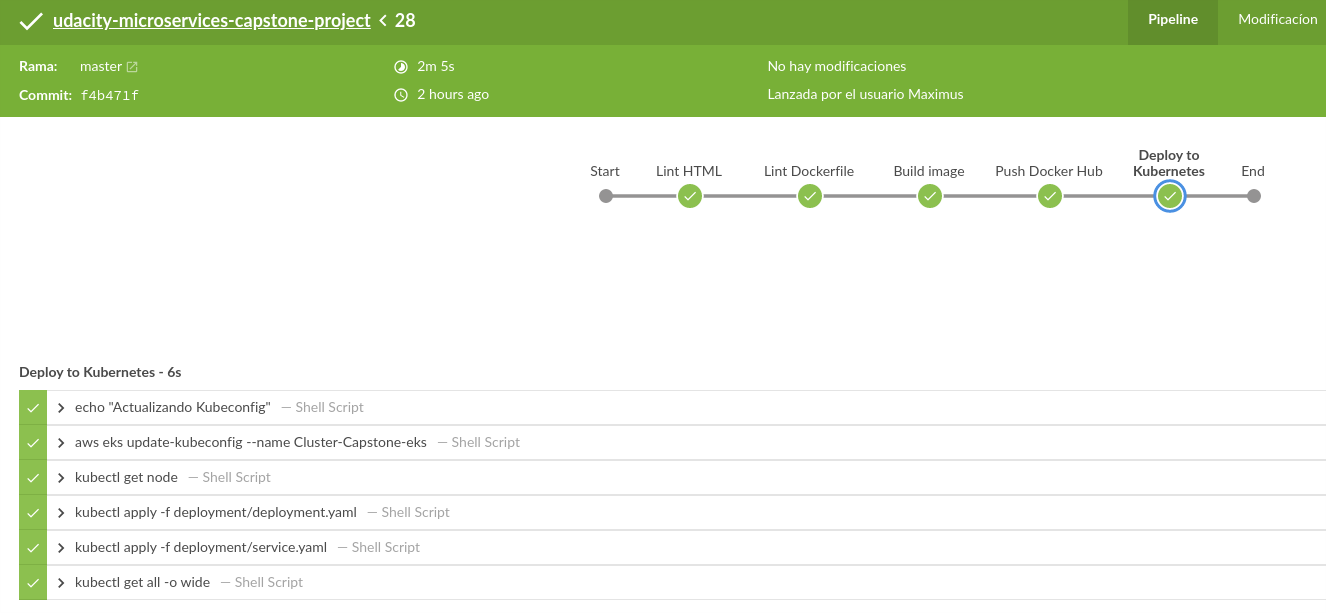 udacity-microservices-capstone-project < 28
Pipeline
Modificacíon
Rama: master
2m 5s
No hay modificaciones
Commit: f4b471f
2 hours ago
Lanzada por el usuario Maximus
Start
Lint HTML
Lint Dockerfile
Build image
Push Docker Hub
Deploy to
Kubernetes
End
Deploy to Kubernetes - 6s
echo "Actualizando Kubeconfig" — Shell Script
aws eks update-kubeconfig --name Cluster-Capstone-eks — Shell Script
kubectl get node — Shell Script
kubectl apply -f deployment/deployment.yaml — Shell Script
kubectl apply -f deployment/service.yaml — Shell Script
kubectl get all -o wide — Shell Script